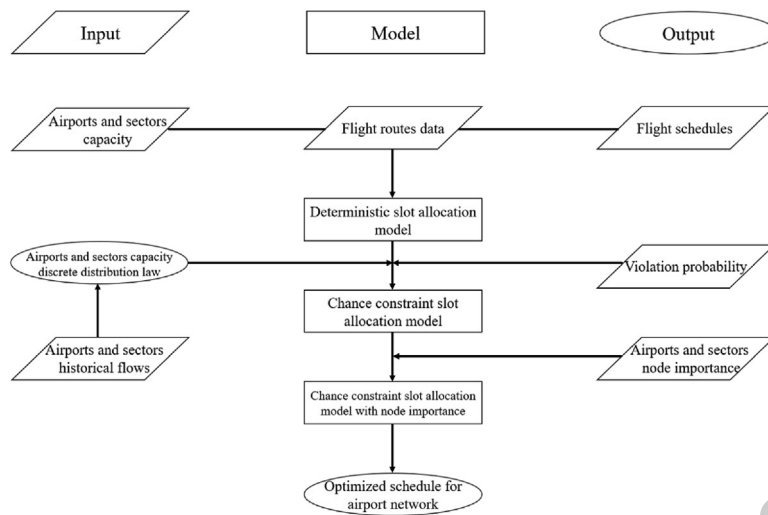 Input
Model
Output
Airports and sectors
capacity
Flight routes data
Flight schedules
Deterministic slot allocation
model
Airports and sectors capacity
discrete distribution law
Violation probability
Chance constraint slot
allocation model
Airports and sectors
historical flows
Airports and sectors
node importance
Chance constraint slot allocation
model with node importance
Optimized schedule for
airport network